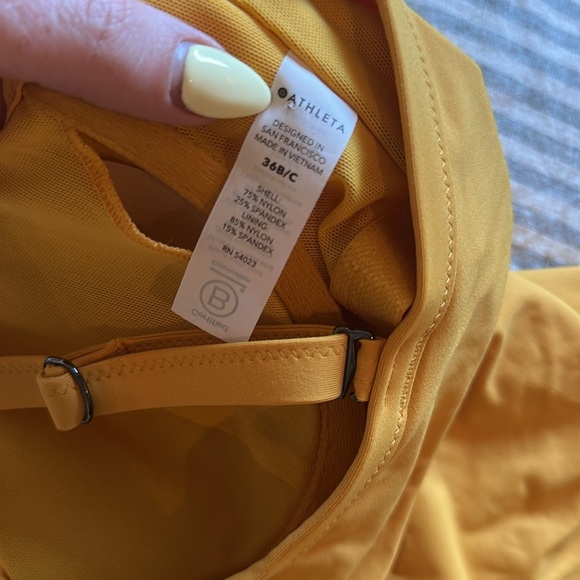 ATHLETA
DESIGNED IN
SAN FRANCISCO
MADE IN VIETNAM
36B/C
SHELL:
75% NYLON
25% SPANDEX
LINING:
85% NYLON
15% SPANDEX
RN 54023
B
Certified